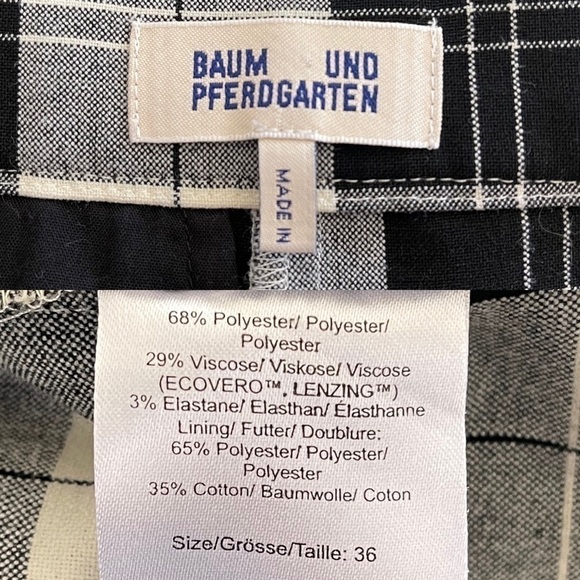 BAUM UND
PFERDGARTEN
MADE IN
68% Polyester/ Polyester/
Polyester
29% Viscose/ Viskose/ Viscose
(ECOVERO™, LENZING™)
3% Elastane/ Elasthan/ Élasthanne
Lining/ Futter/ Doublure:
65% Polyester/ Polyester/
Polyester
35% Cotton/ Baumwolle/ Coton
Size/Grösse/Taille: 36